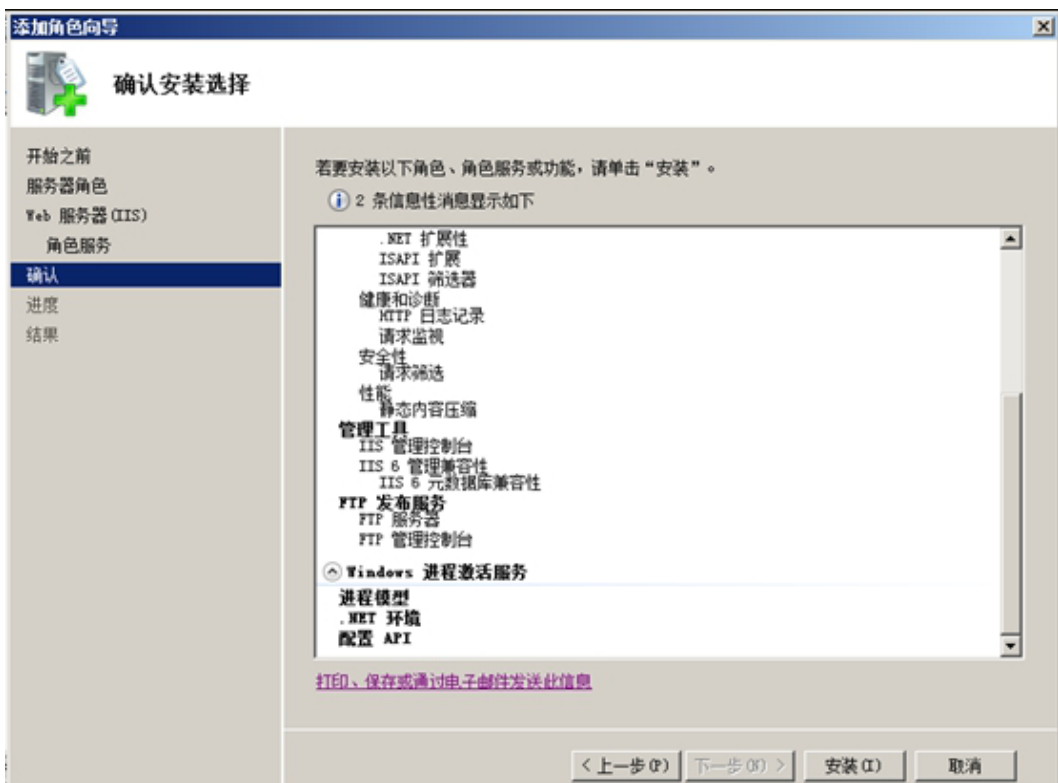 添加角色向导
确认安装选择
开始之前
服务器角色
Web 服务器(IIS)
角色服务
确认
进度
结果
若要安装以下角色、角色服务或功能，请单击“安装”。
2 条信息性消息显示如下
.NET 扩展性
ISAPI 扩展
ISAPI 筛选器
健康和诊断
HTTP 日志记录
请求监视
安全性
请求筛选
性能
静态内容压缩
管理工具
IIS 管理控制台
IIS 6 管理兼容性
IIS 6 元数据库兼容性
FTP 发布服务
FTP 服务器
FTP 管理控制台
Windows 进程激活服务
进程模型
.NET 环境
配置 API
打印、保存或通过电子邮件发送此信息
< 上一步(P) 下一步(N) > 安装(I) 取消